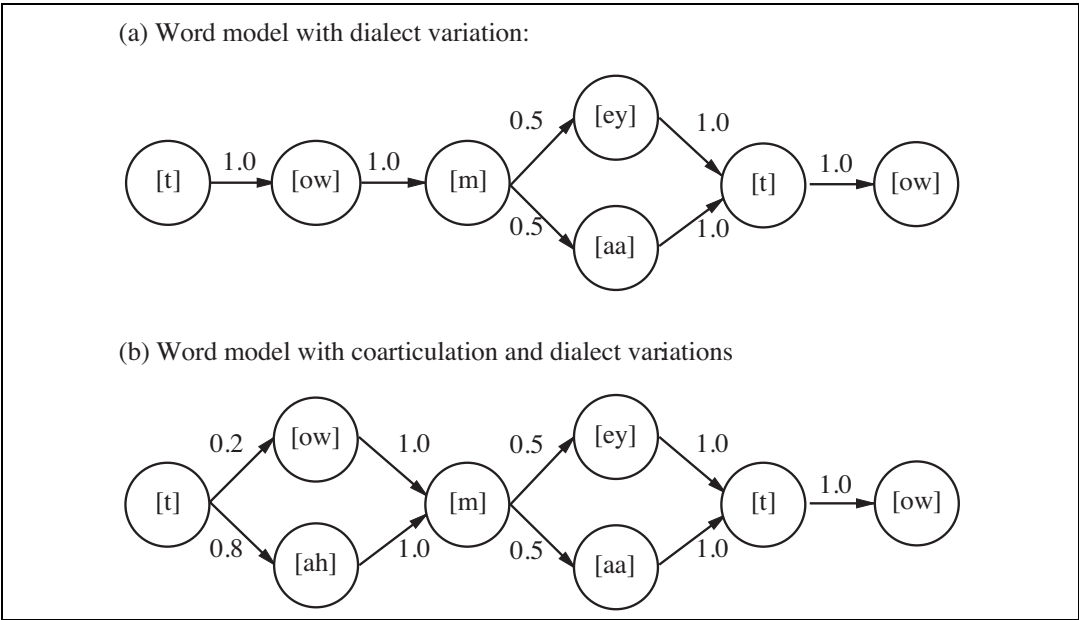 (a) Word model with dialect variation:
[ey]
0.5 1.0
[t] 1.0 [ow] 1.0 [m] [t] 1.0 [ow]
0.5 1.0
[aa]
(b) Word model with coarticulation and dialect variations
[ow] [ey]
0.2 1.0 0.5 1.0
[t] [m] [t] 1.0 [ow]
0.8 1.0 0.5 1.0
[ah] [aa]